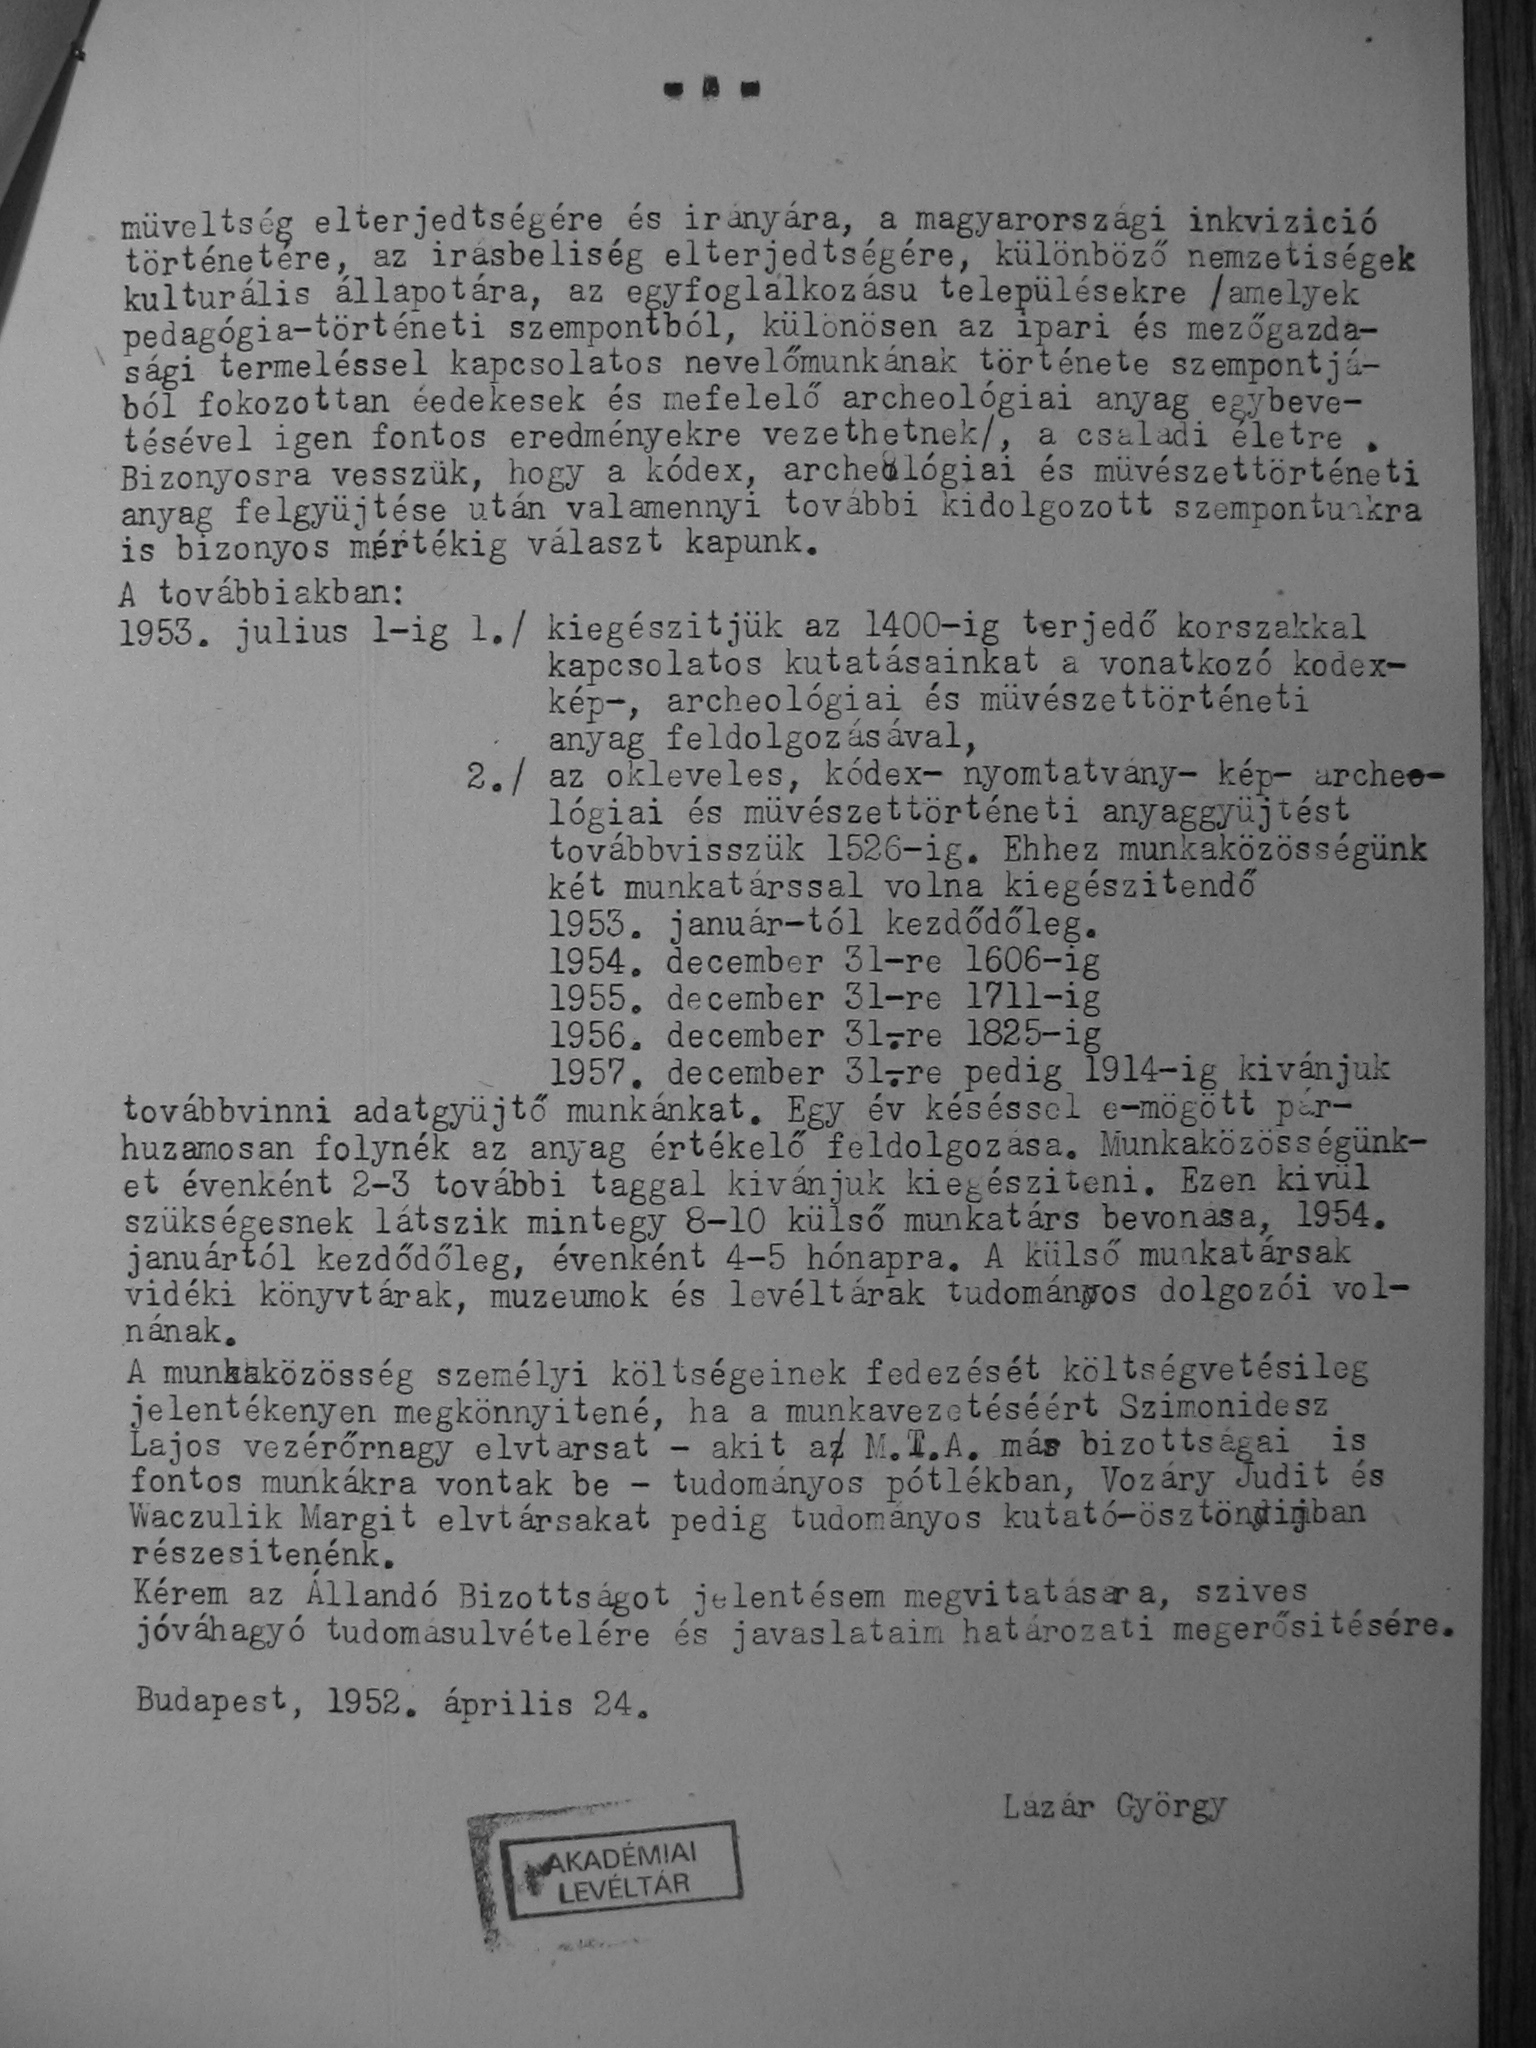 müveltség elterjedtségére és irányára, a magyarországi inkvizició
történetére, az irásbeliség elterjedtségére, különböző nemzetiségek
kulturális állapotára, az egyfoglalkozásu településekre /amelyek
pedagógia-történeti szempontból, különösen az ipari és mezőgazda-
sági termeléssel kapcsolatos nevelőmunkának története szempontjá-
ból fokozottan éedekesek és mefelelő archeológiai anyag egybeve-
tésével igen fontos eredményekre vezethetnek/, a családi életre .
Bizonyosra vesszük, hogy a kódex, archeológiai és müvészettörténeti
anyag felgyüjtése után valamennyi további kidolgozott szempontunkra
is bizonyos mértékig választ kapunk.
A továbbiakban:
1953. julius 1-ig 1./ kiegészitjük az 1400-ig terjedő korszakkal
kapcsolatos kutatásainkat a vonatkozó kodex-
kép-, archeológiai és müvészettörténeti
anyag feldolgozásával,
2./ az okleveles, kódex- nyomtatvány- kép- archeo-
lógiai és müvészettörténeti anyaggyüjtést
továbbvisszük 1526-ig. Ehhez munkaközösségünk
két munkatárssal volna kiegészitendő
1953. január-tól kezdődőleg.
1954. december 31-re 1606-ig
1955. december 31-re 1711-ig
1956. december 31.-re 1825-ig
1957. december 31.-re pedig 1914-ig kivánjuk
továbbvinni adatgyüjtő munkánkat. Egy év késéssel e-mögött pár-
huzamosan folynék az anyag értékelő feldolgozása. Munkaközösségünk-
et évenként 2-3 további taggal kivánjuk kiegésziteni. Ezen kivül
szükségesnek látszik mintegy 8-10 külső munkatárs bevonása, 1954.
januártól kezdődőleg, évenként 4-5 hónapra. A külső munkatársak
vidéki könyvtárak, muzeumok és levéltárak tudományos dolgozói vol-
nának.
A munkaközösség személyi költségeinek fedezését költségvetésileg
jelentékenyen megkönnyitené, ha a munkavezetéséért Szimonidesz
Lajos vezérőrnagy elvtársat - akit az M.T.A. más bizottságai is
fontos munkákra vontak be - tudományos pótlékban, Vozáry Judit és
Waczulik Margit elvtársakat pedig tudományos kutató-ösztöndijban
részesitenénk.
Kérem az Állandó Bizottságot jelentésem megvitatására, szives
jóváhagyó tudomásulvételére és javaslataim határozati megerősitésére.
Budapest, 1952. április 24.
Lázár György
AKADÉMIAI
LEVÉLTÁR